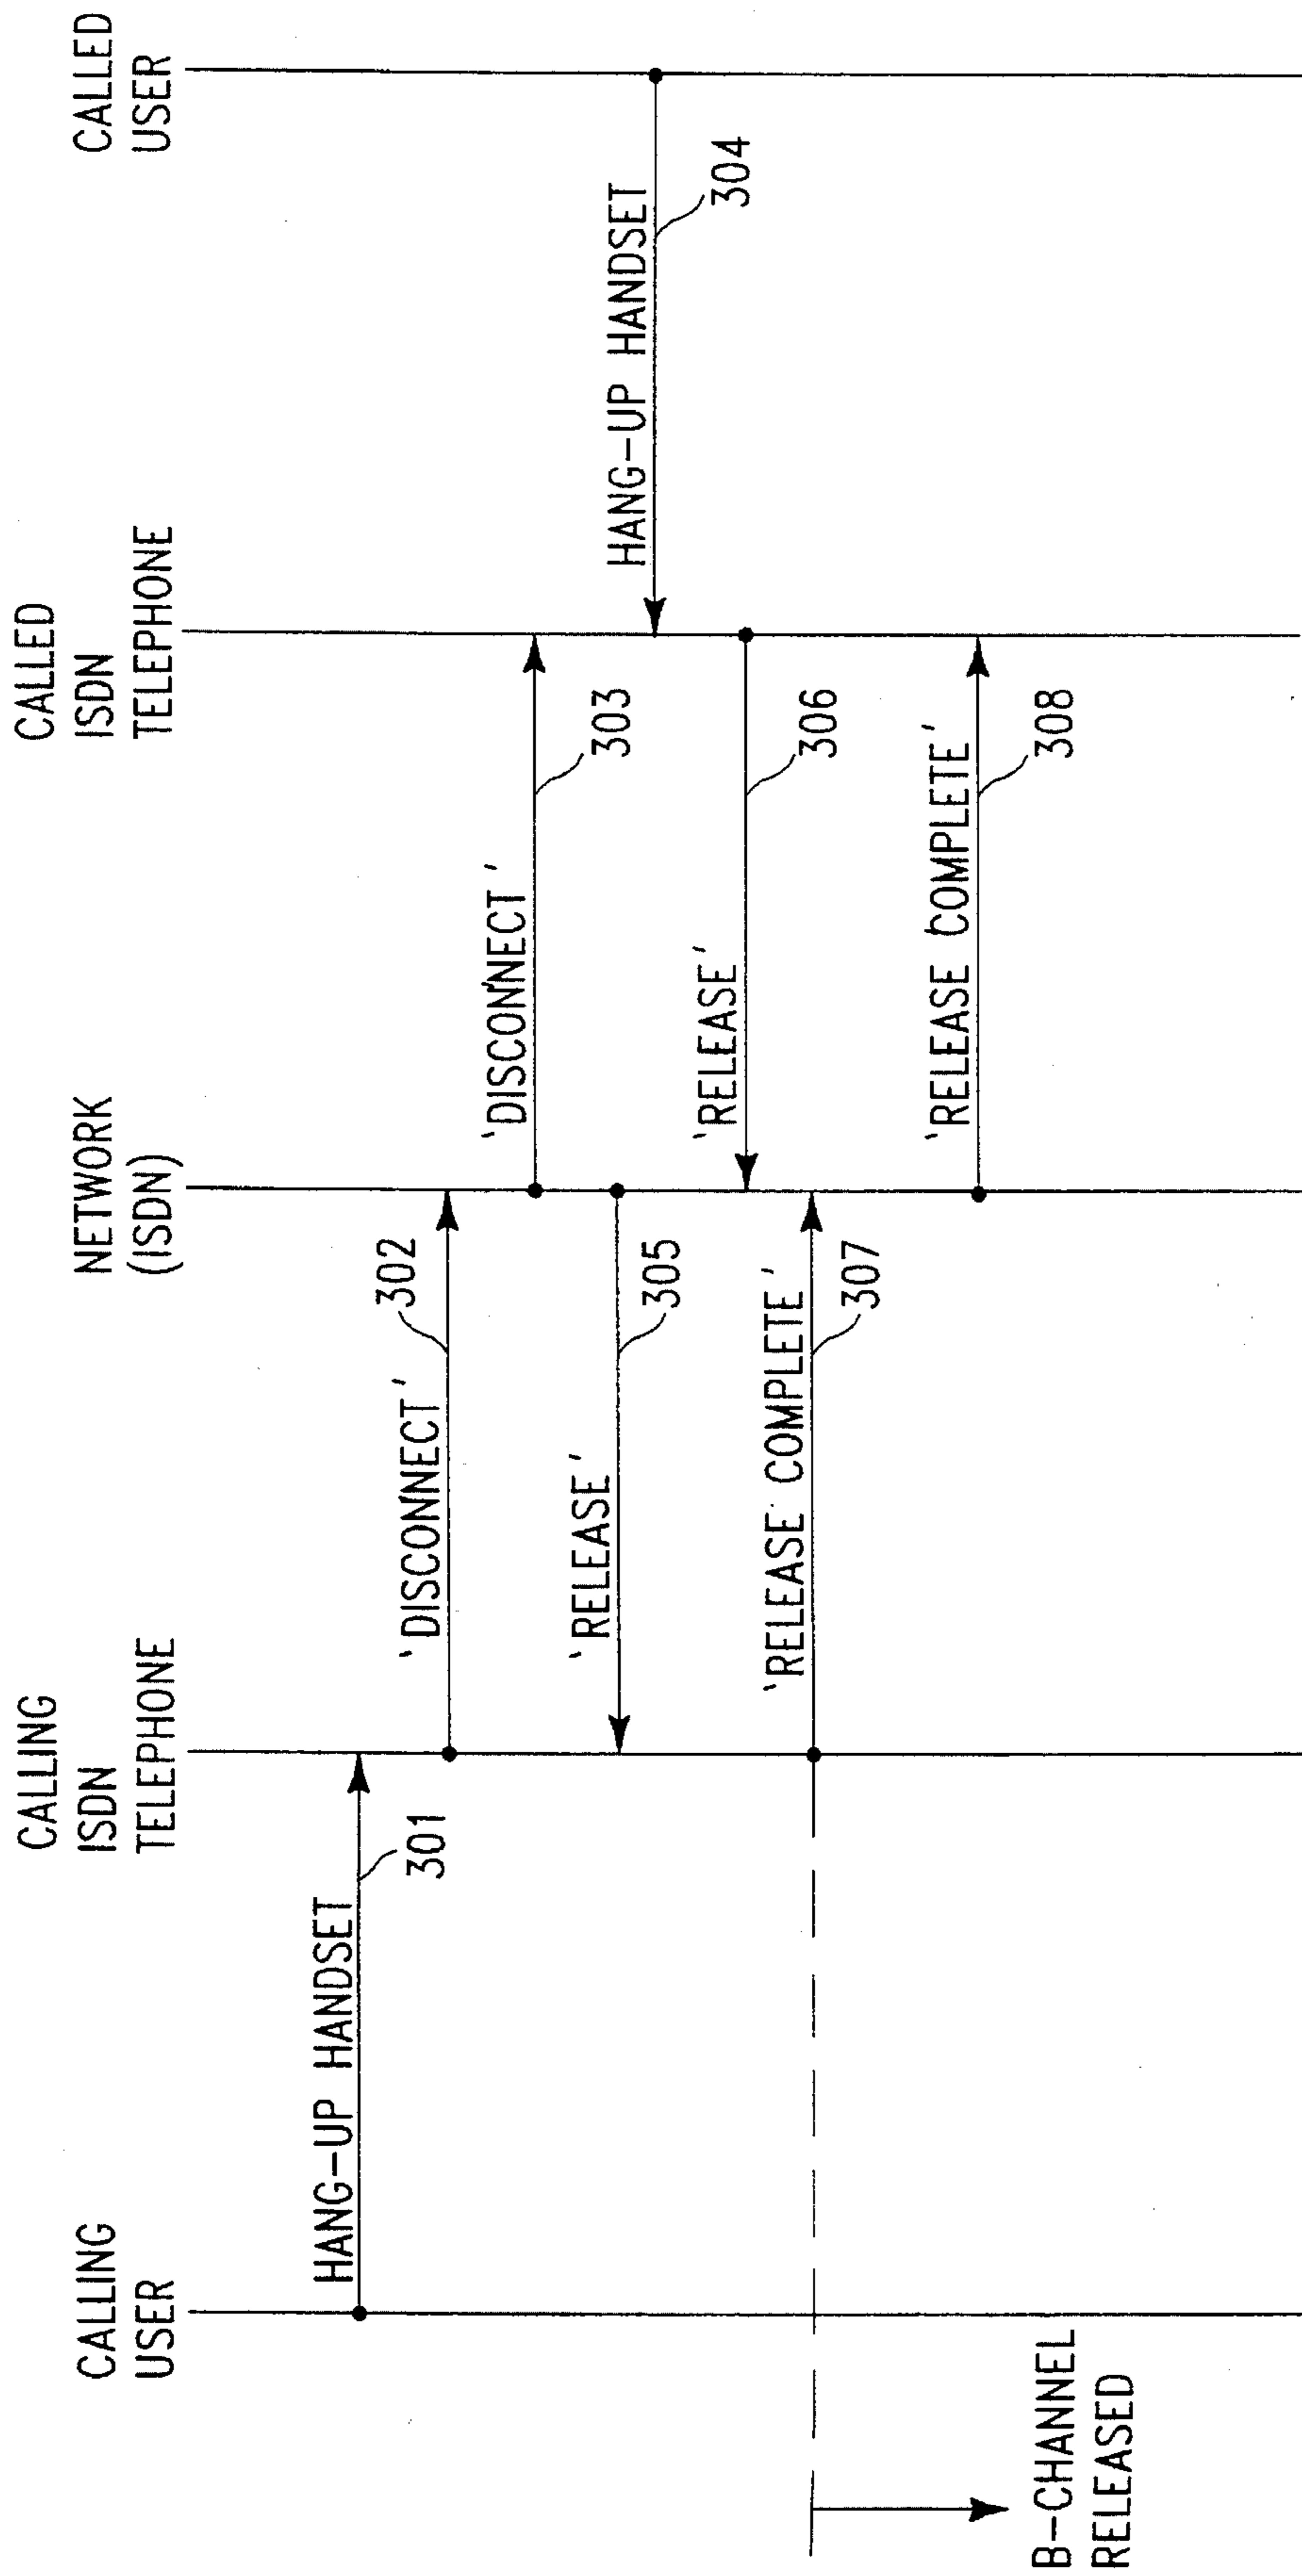 CALLING
USER
CALLING
ISDN
TELEPHONE
NETWORK
(ISDN)
CALLED
ISDN
TELEPHONE
CALLED
USER
HANG-UP HANDSET
301
'DISCONNECT'
302
'DISCONNECT'
303
'RELEASE'
305
HANG-UP HANDSET
304
'RELEASE'
306
'RELEASE COMPLETE'
307
'RELEASE COMPLETE'
308
B-CHANNEL
RELEASED